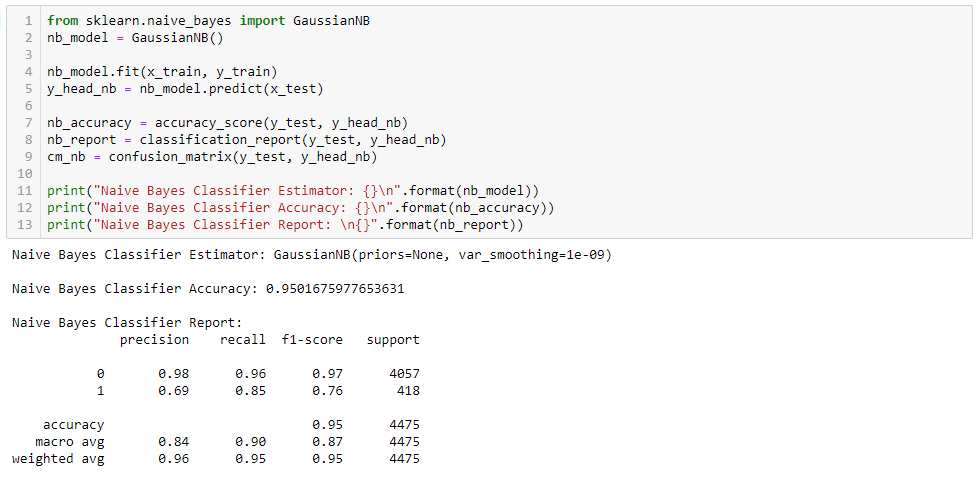 1 from sklearn.naive_bayes import GaussianNB
2 nb_model = GaussianNB()
3
4 nb_model.fit(x_train, y_train)
5 y_head_nb = nb_model.predict(x_test)
6
7 nb_accuracy = accuracy_score(y_test, y_head_nb)
8 nb_report = classification_report(y_test, y_head_nb)
9 cm_nb = confusion_matrix(y_test, y_head_nb)
10
11 print("Naive Bayes Classifier Estimator: {}\n".format(nb_model))
12 print("Naive Bayes Classifier Accuracy: {}\n".format(nb_accuracy))
13 print("Naive Bayes Classifier Report: \n{}".format(nb_report))
Naive Bayes Classifier Estimator: GaussianNB(priors=None, var_smoothing=1e-09)
Naive Bayes Classifier Accuracy: 0.9501675977653631
Naive Bayes Classifier Report:
precision recall f1-score support
0 0.98 0.96 0.97 4057
1 0.69 0.85 0.76 418
accuracy 0.95 4475
macro avg 0.84 0.90 0.87 4475
weighted avg 0.96 0.95 0.95 4475